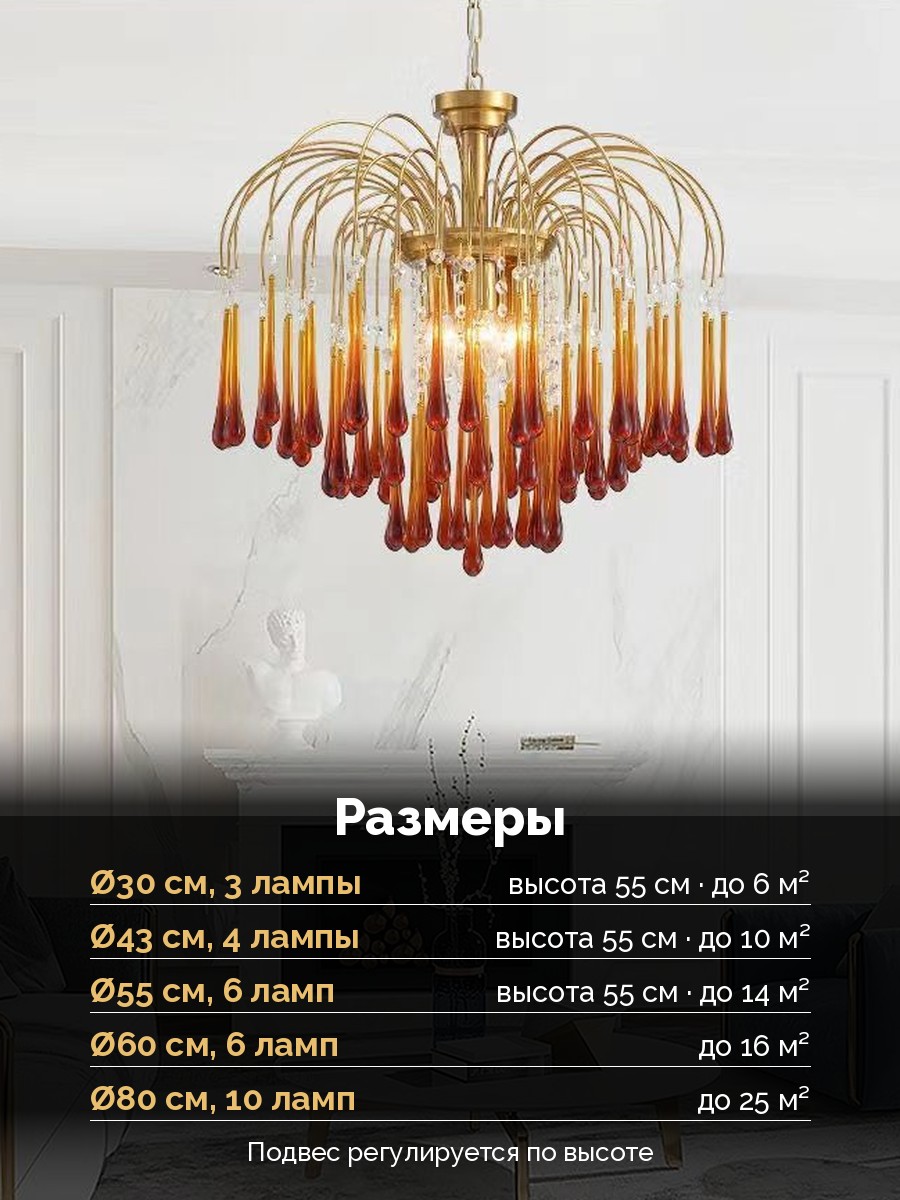 Размеры
Ø30 см, 3 лампы высота 55 см · до 6 м²
Ø43 см, 4 лампы высота 55 см · до 10 м²
Ø55 см, 6 ламп высота 55 см · до 14 м²
Ø60 см, 6 ламп до 16 м²
Ø80 см, 10 ламп до 25 м²
Подвес регулируется по высоте